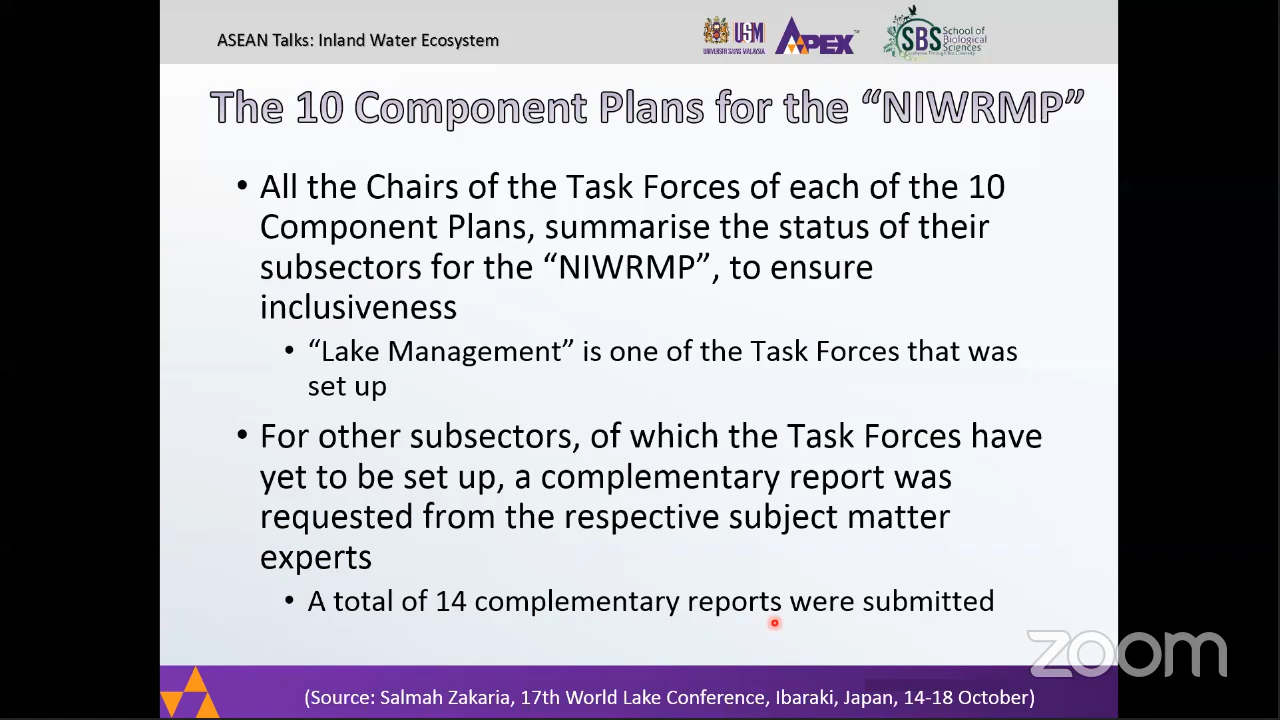 ASEAN Talks: Inland Water Ecosystem
USM
UNIVERSITI SAINS MALAYSIA
APEX
TM
SBS
School of
Biological
Sciences
The 10 Component Plans for the “NIWRMP”
• All the Chairs of the Task Forces of each of the 10
Component Plans, summarise the status of their
subsectors for the “NIWRMP”, to ensure
inclusiveness
• “Lake Management” is one of the Task Forces that was
set up
• For other subsectors, of which the Task Forces have
yet to be set up, a complementary report was
requested from the respective subject matter
experts
• A total of 14 complementary reports were submitted
zoom
(Source: Salmah Zakaria, 17th World Lake Conference, Ibaraki, Japan, 14-18 October)